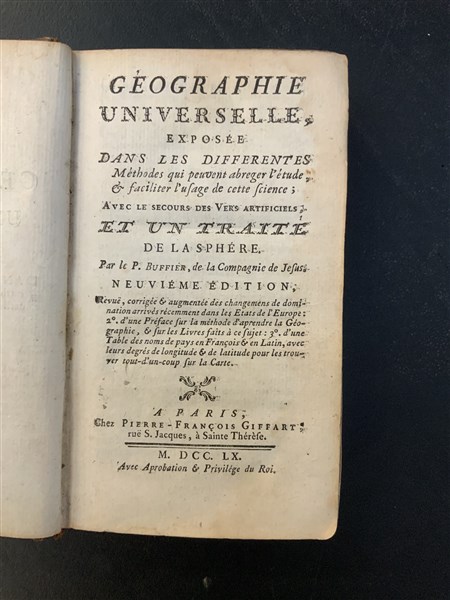 GÉOGRAPHIE
UNIVERSELLE,
EXPOSÉE
DANS LES DIFFERENTES
Méthodes qui peuvent abreger l'étude,
& faciliter l'usage de cette science;
AVEC LE SECOURS DES VERS ARTIFICIELS;
ET UN TRAITÉ
DE LA SPHÉRE.
Par le P. BUFFIER, de la Compagnie de Jesus.
NEUVIÉME ÉDITION,
Révuë, corrigée & augmentée des changemens de domi-
nation arrivés récemment dans les Etats de l'Europe:
2°. d'une Préface sur la méthode d'aprendre la Géo-
graphie, & sur les Livres faits à ce sujet: 3°. d'une
Table des noms de pays en François & en Latin, avec
leurs degrés de longitude & de latitude pour les trou-
ver tout-d'un-coup sur la Carte.
A PARIS,
Chez PIERRE-FRANÇOIS GIFFART,
ruë S. Jacques, à Sainte Thérèse.
M. DCC. LX.
Avec Aprobation & Privilége du Roi.